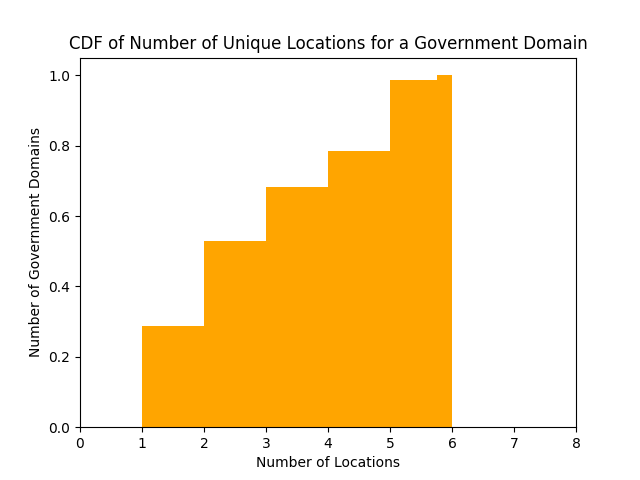 CDF of Number of Unique Locations for a Government Domain
1.0
0.8
0.6
0.4
0.2
0.0
Number of Government Domains
0 1 2 3 4 5 6 7 8
Number of Locations